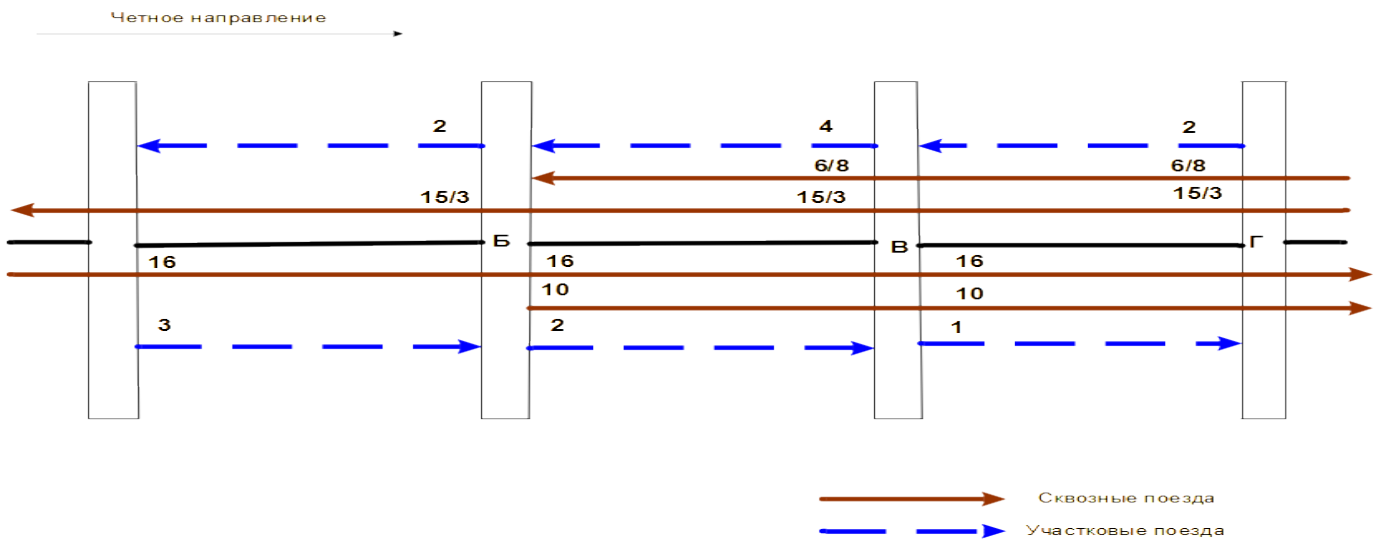 Четное направление
2 4 2
6/8 6/8
15/3 15/3 15/3
Б В Г
16 16 16
10 10
3 2 1
Сквозные поезда
Участковые поезда